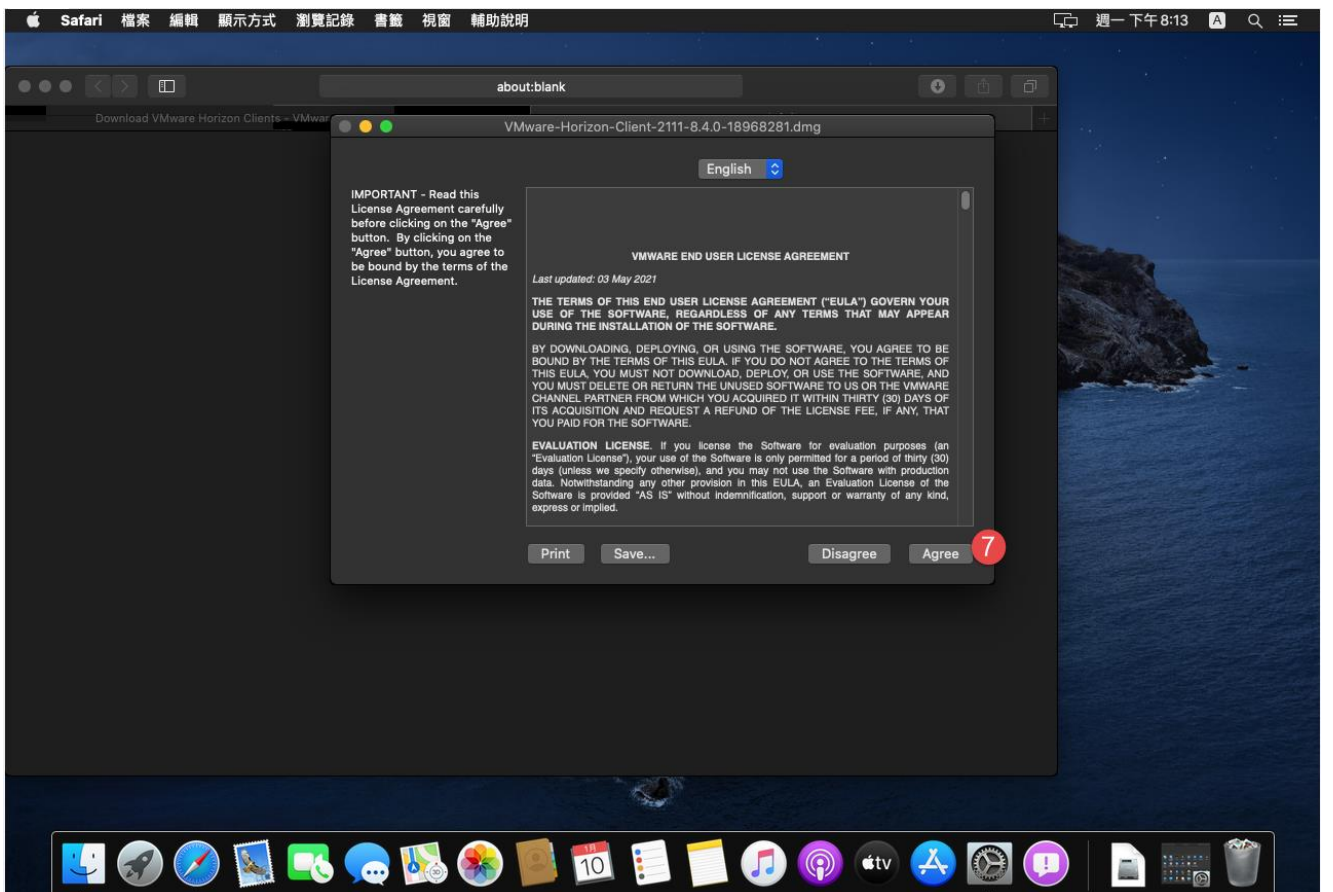 Safari 檔案 編輯 顯示方式 瀏覽記錄 書籤 視窗 輔助說明 週一 下午8:13 A
about:blank
Download VMware Horizon Clients - VMwar
VMware-Horizon-Client-2111-8.4.0-18968281.dmg
English
IMPORTANT - Read this
License Agreement carefully
before clicking on the "Agree"
button. By clicking on the
"Agree" button, you agree to
be bound by the terms of the
License Agreement.
VMWARE END USER LICENSE AGREEMENT
Last updated: 03 May 2021
THE TERMS OF THIS END USER LICENSE AGREEMENT ("EULA") GOVERN YOUR
USE OF THE SOFTWARE, REGARDLESS OF ANY TERMS THAT MAY APPEAR
DURING THE INSTALLATION OF THE SOFTWARE.
BY DOWNLOADING, DEPLOYING, OR USING THE SOFTWARE, YOU AGREE TO BE
BOUND BY THE TERMS OF THIS EULA. IF YOU DO NOT AGREE TO THE TERMS OF
THIS EULA, YOU MUST NOT DOWNLOAD, DEPLOY, OR USE THE SOFTWARE, AND
YOU MUST DELETE OR RETURN THE UNUSED SOFTWARE TO US OR THE VMWARE
CHANNEL PARTNER FROM WHICH YOU ACQUIRED IT WITHIN THIRTY (30) DAYS OF
ITS ACQUISITION AND REQUEST A REFUND OF THE LICENSE FEE, IF ANY, THAT
YOU PAID FOR THE SOFTWARE.
EVALUATION LICENSE. If you license the Software for evaluation purposes (an
"Evaluation License"), your use of the Software is only permitted for a period of thirty (30)
days (unless we specify otherwise), and you may not use the Software with production
data. Notwithstanding any other provision in this EULA, an Evaluation License of the
Software is provided "AS IS" without indemnification, support or warranty of any kind,
express or implied.
Print Save... Disagree Agree 7
1月
10
tv